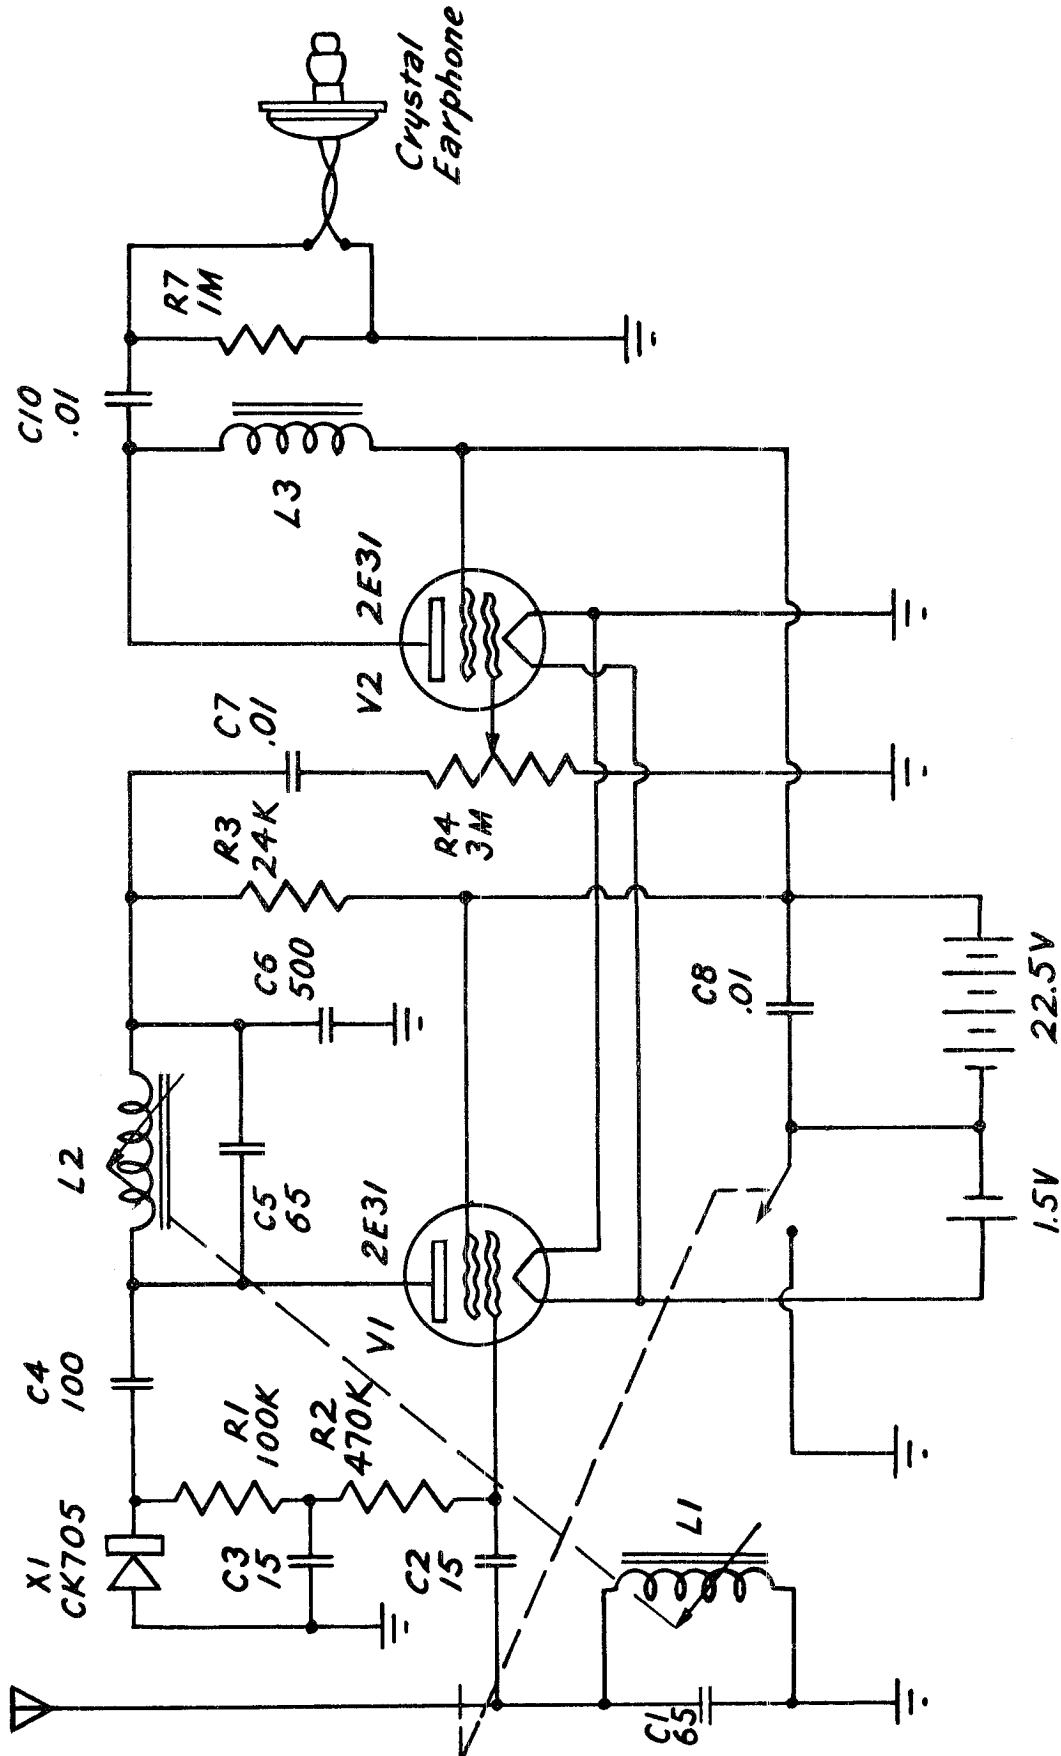 X1
CK705
C4
100
L2
C6
500
R3
24K
C7
.01
C10
.01
R7
1M
Crystal
Earphone
C3
15
R1
100K
R2
470K
C5
65
V1
2E31
R4
3M
V2
2E31
L3
C2
15
C1
65
L1
C8
.01
1.5V
22.5V